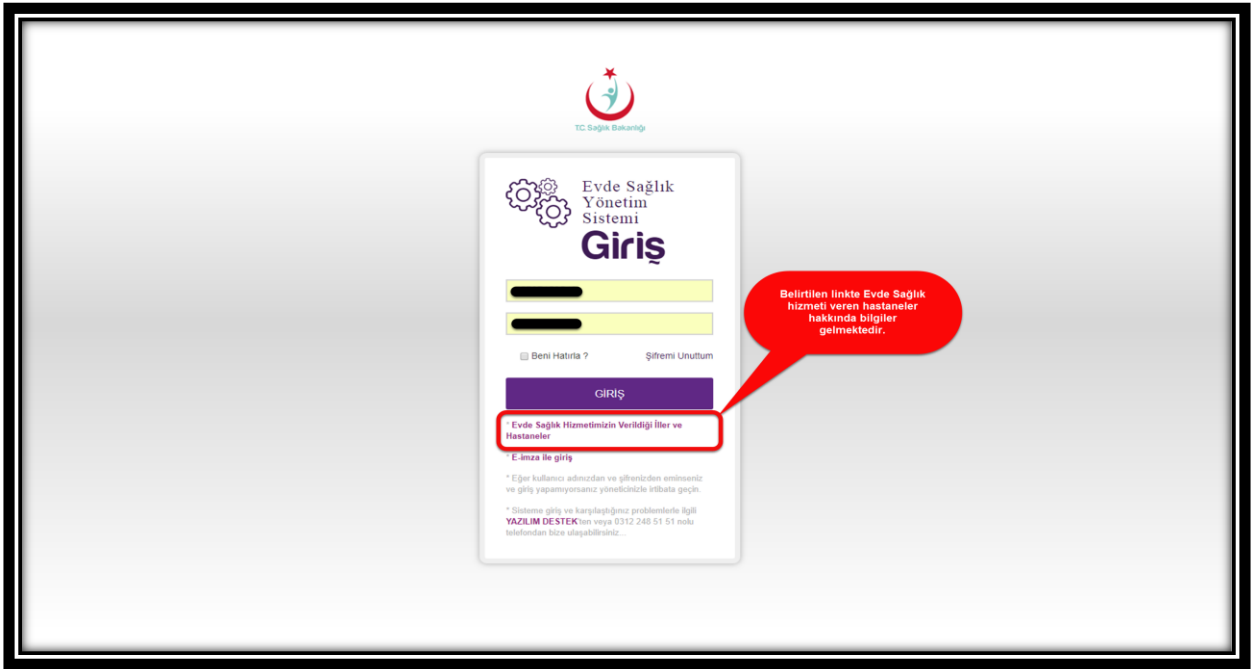 T.C. Sağlık Bakanlığı
Evde Sağlık
Yönetim
Sistemi
Giriş
Beni Hatırla ?
Şifremi Unuttum
GİRİŞ
* Evde Sağlık Hizmetimizin Verildiği İller ve
Hastaneler
* E-imza ile giriş
* Eğer kullanıcı adınızdan ve şifrenizden eminseniz
ve giriş yapamıyorsanız yöneticinizle irtibata geçin.
* Sisteme giriş ve karşılaştığınız problemlerle ilgili
YAZILIM DESTEK'ten veya 0312 248 51 51 nolu
telefondan bize ulaşabilirsiniz...
Belirtilen linkte Evde Sağlık
hizmeti veren hastaneler
hakkında bilgiler
gelmektedir.